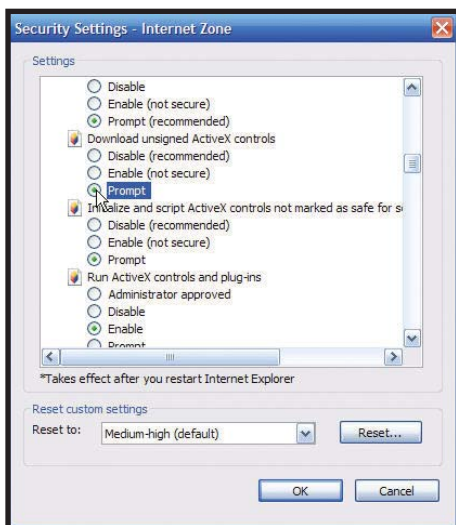 Security Settings - Internet Zone
Settings
Disable
Enable (not secure)
Prompt (recommended)
Download unsigned ActiveX controls
Disable (recommended)
Enable (not secure)
Prompt
Initialize and script ActiveX controls not marked as safe for s
Disable (recommended)
Enable (not secure)
Prompt
Run ActiveX controls and plug-ins
Administrator approved
Disable
Enable
Prompt
*Takes effect after you restart Internet Explorer
Reset custom settings
Reset to: Medium-high (default) Reset...
OK Cancel